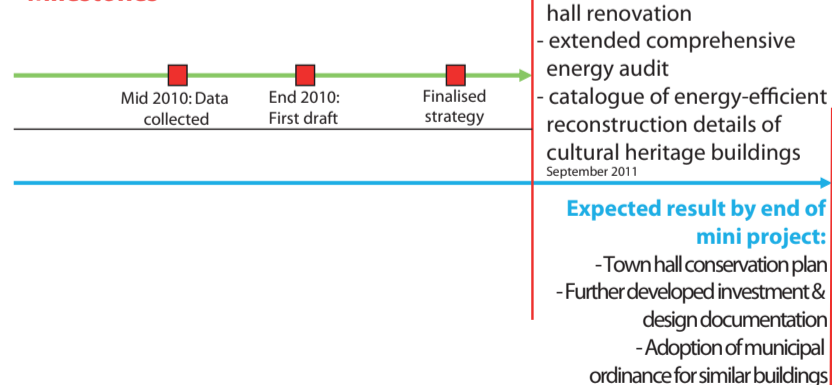 Milestones
Mid 2010: Data
collected
End 2010:
First draft
Finalised
strategy
hall renovation
- extended comprehensive
energy audit
- catalogue of energy-efficient
reconstruction details of
cultural heritage buildings
September 2011
Expected result by end of
mini project:
- Town hall conservation plan
- Further developed investment &
design documentation
- Adoption of municipal
ordinance for similar buildings